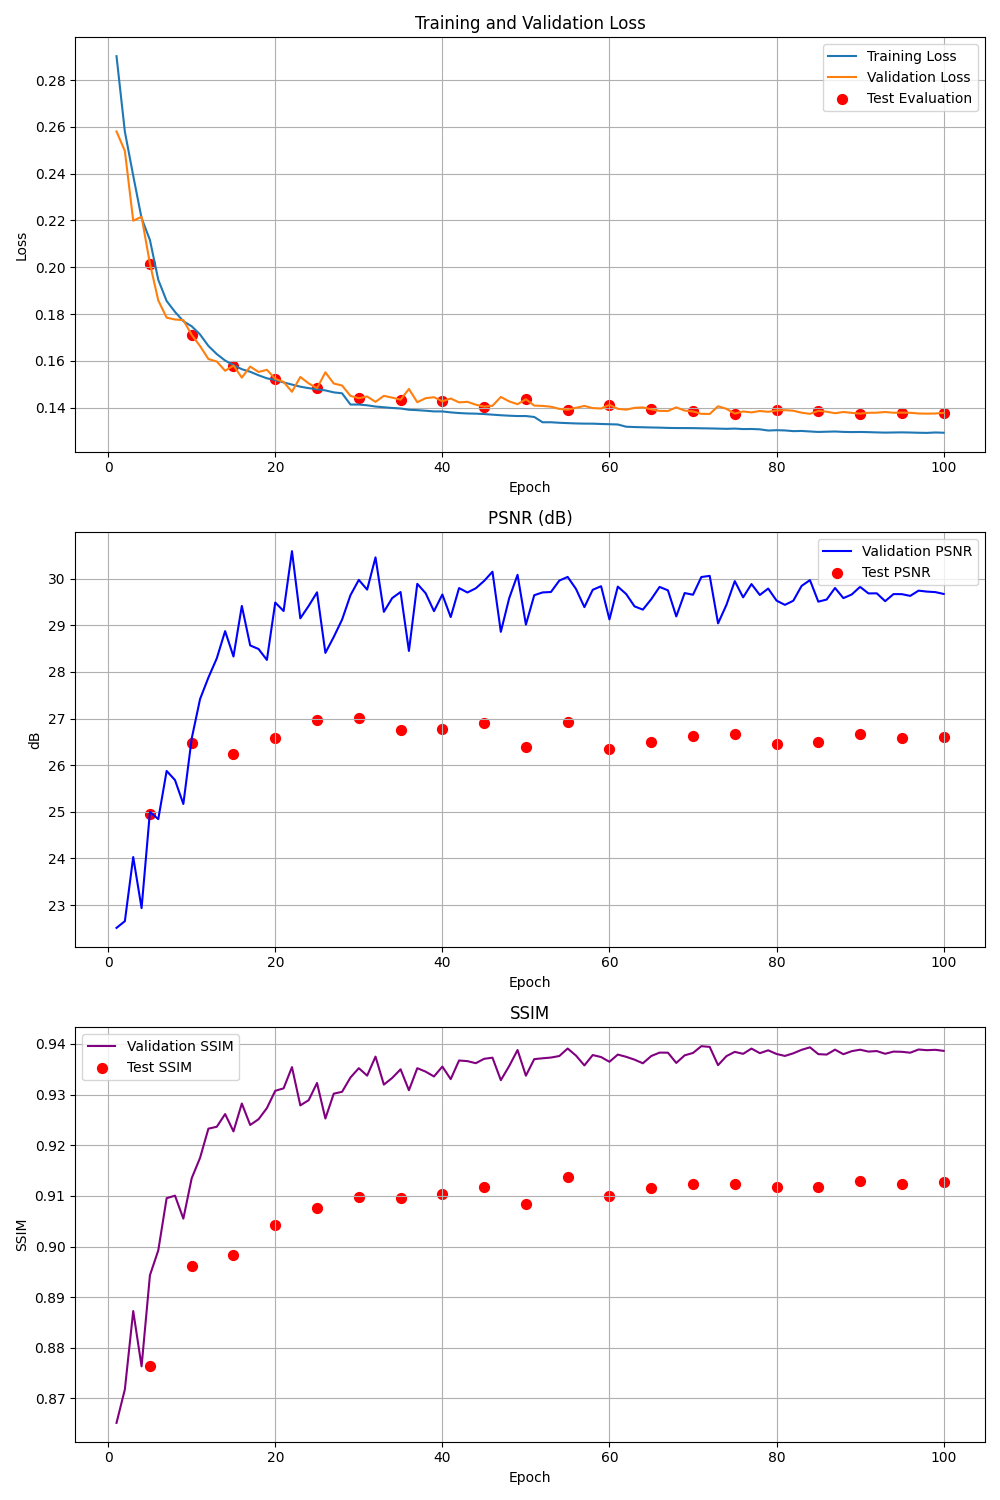 Training and Validation Loss
Training Loss
Validation Loss
Test Evaluation
Loss
0.28
0.26
0.24
0.22
0.20
0.18
0.16
0.14
0 20 40 60 80 100
Epoch
PSNR (dB)
Validation PSNR
Test PSNR
dB
30
29
28
27
26
25
24
23
0 20 40 60 80 100
Epoch
SSIM
Validation SSIM
Test SSIM
SSIM
0.94
0.93
0.92
0.91
0.90
0.89
0.88
0.87
0 20 40 60 80 100
Epoch